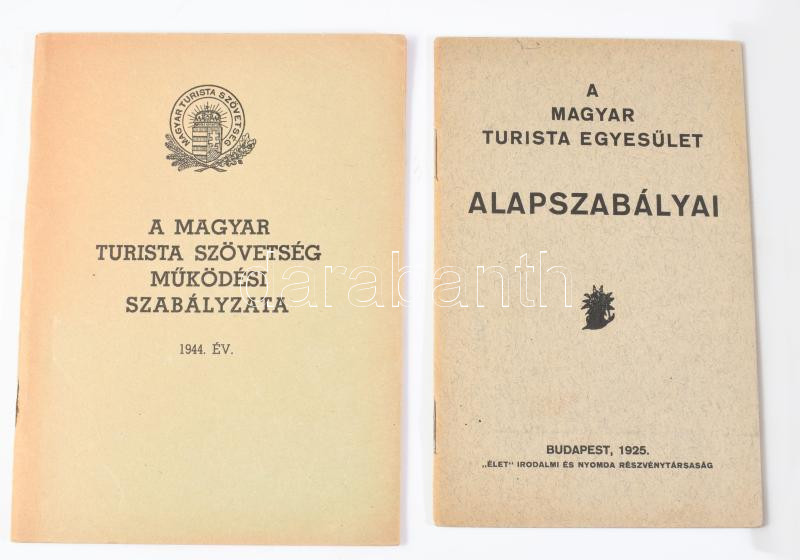 MAGYAR TURISTA SZÖVETSÉG
A MAGYAR
TURISTA SZÖVETSÉG
MŰKÖDÉSI
SZABÁLYZATA
1944. ÉV.
A
MAGYAR
TURISTA EGYESÜLET
ALAPSZABÁLYAI
BUDAPEST, 1925.
„ÉLET“ IRODALMI ÉS NYOMDA RÉSZVÉNYTÁRSASÁG
darabanth